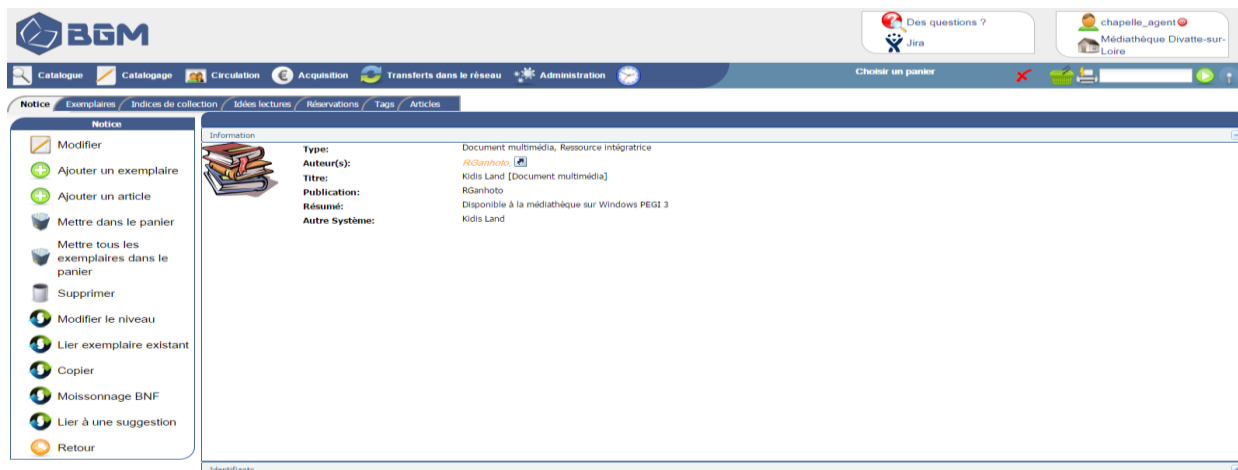 BGM
Des questions ?
Jira
chapelle_agent
Médiathèque Divatte-sur-
Loire
Catalogue Catalogage Circulation Acquisition Transferts dans le réseau Administration
Choisir un panier
Notice Exemplaires Indices de collection Idées lectures Réservations Tags Articles
Notice
Modifier
Ajouter un exemplaire
Ajouter un article
Mettre dans le panier
Mettre tous les
exemplaires dans le
panier
Supprimer
Modifier le niveau
Lier exemplaire existant
Copier
Moissonnage BNF
Lier à une suggestion
Retour
Information
Type: Document multimédia, Ressource intégratrice
Auteur(s): RGanhoto,
Titre: Kidis Land [Document multimédia]
Publication: RGanhoto
Résumé: Disponible à la médiathèque sur Windows PEGI 3
Autre Système: Kidis Land
Identifiants